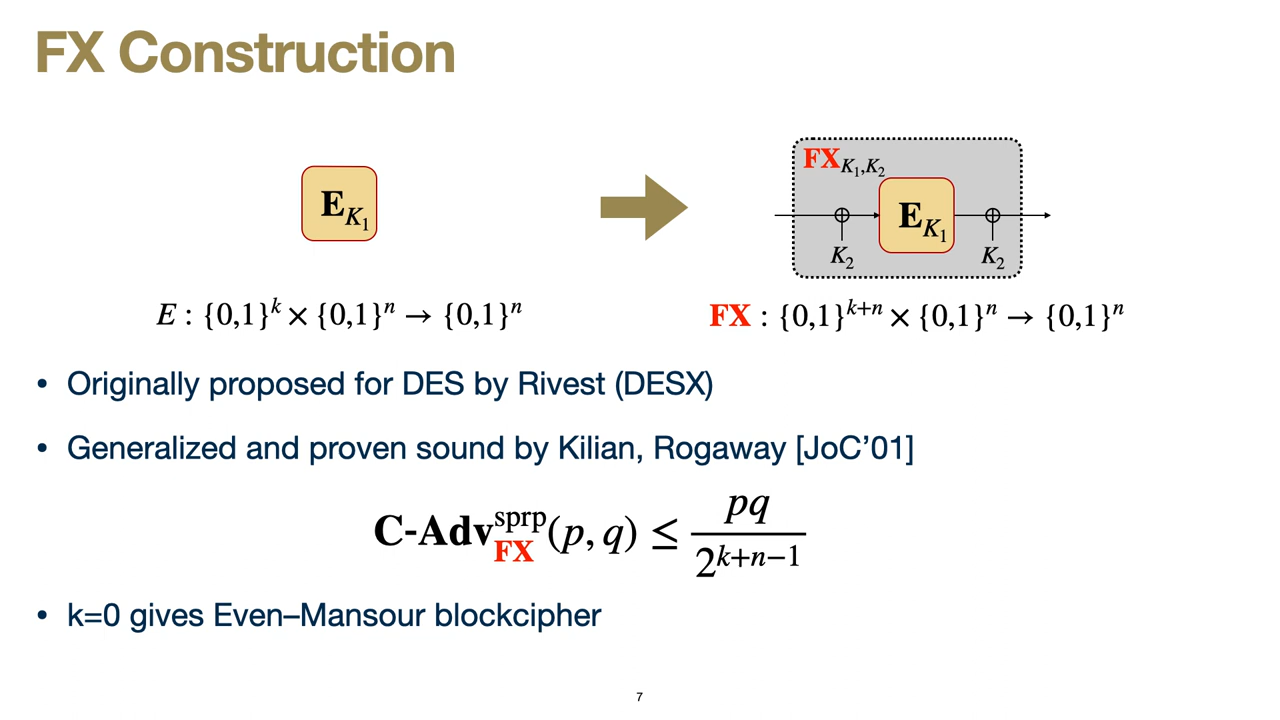 FX Construction
E_{K_1}
FX_{K_1,K_2}
E_{K_1}
K_2 K_2
E : {0,1}^k × {0,1}^n → {0,1}^n
FX : {0,1}^{k+n} × {0,1}^n → {0,1}^n
• Originally proposed for DES by Rivest (DESX)
• Generalized and proven sound by Kilian, Rogaway [JoC’01]
C-Adv^{sprp}_{FX}(p, q) ≤ \frac{pq}{2^{k+n−1}}
• k=0 gives Even–Mansour blockcipher
7